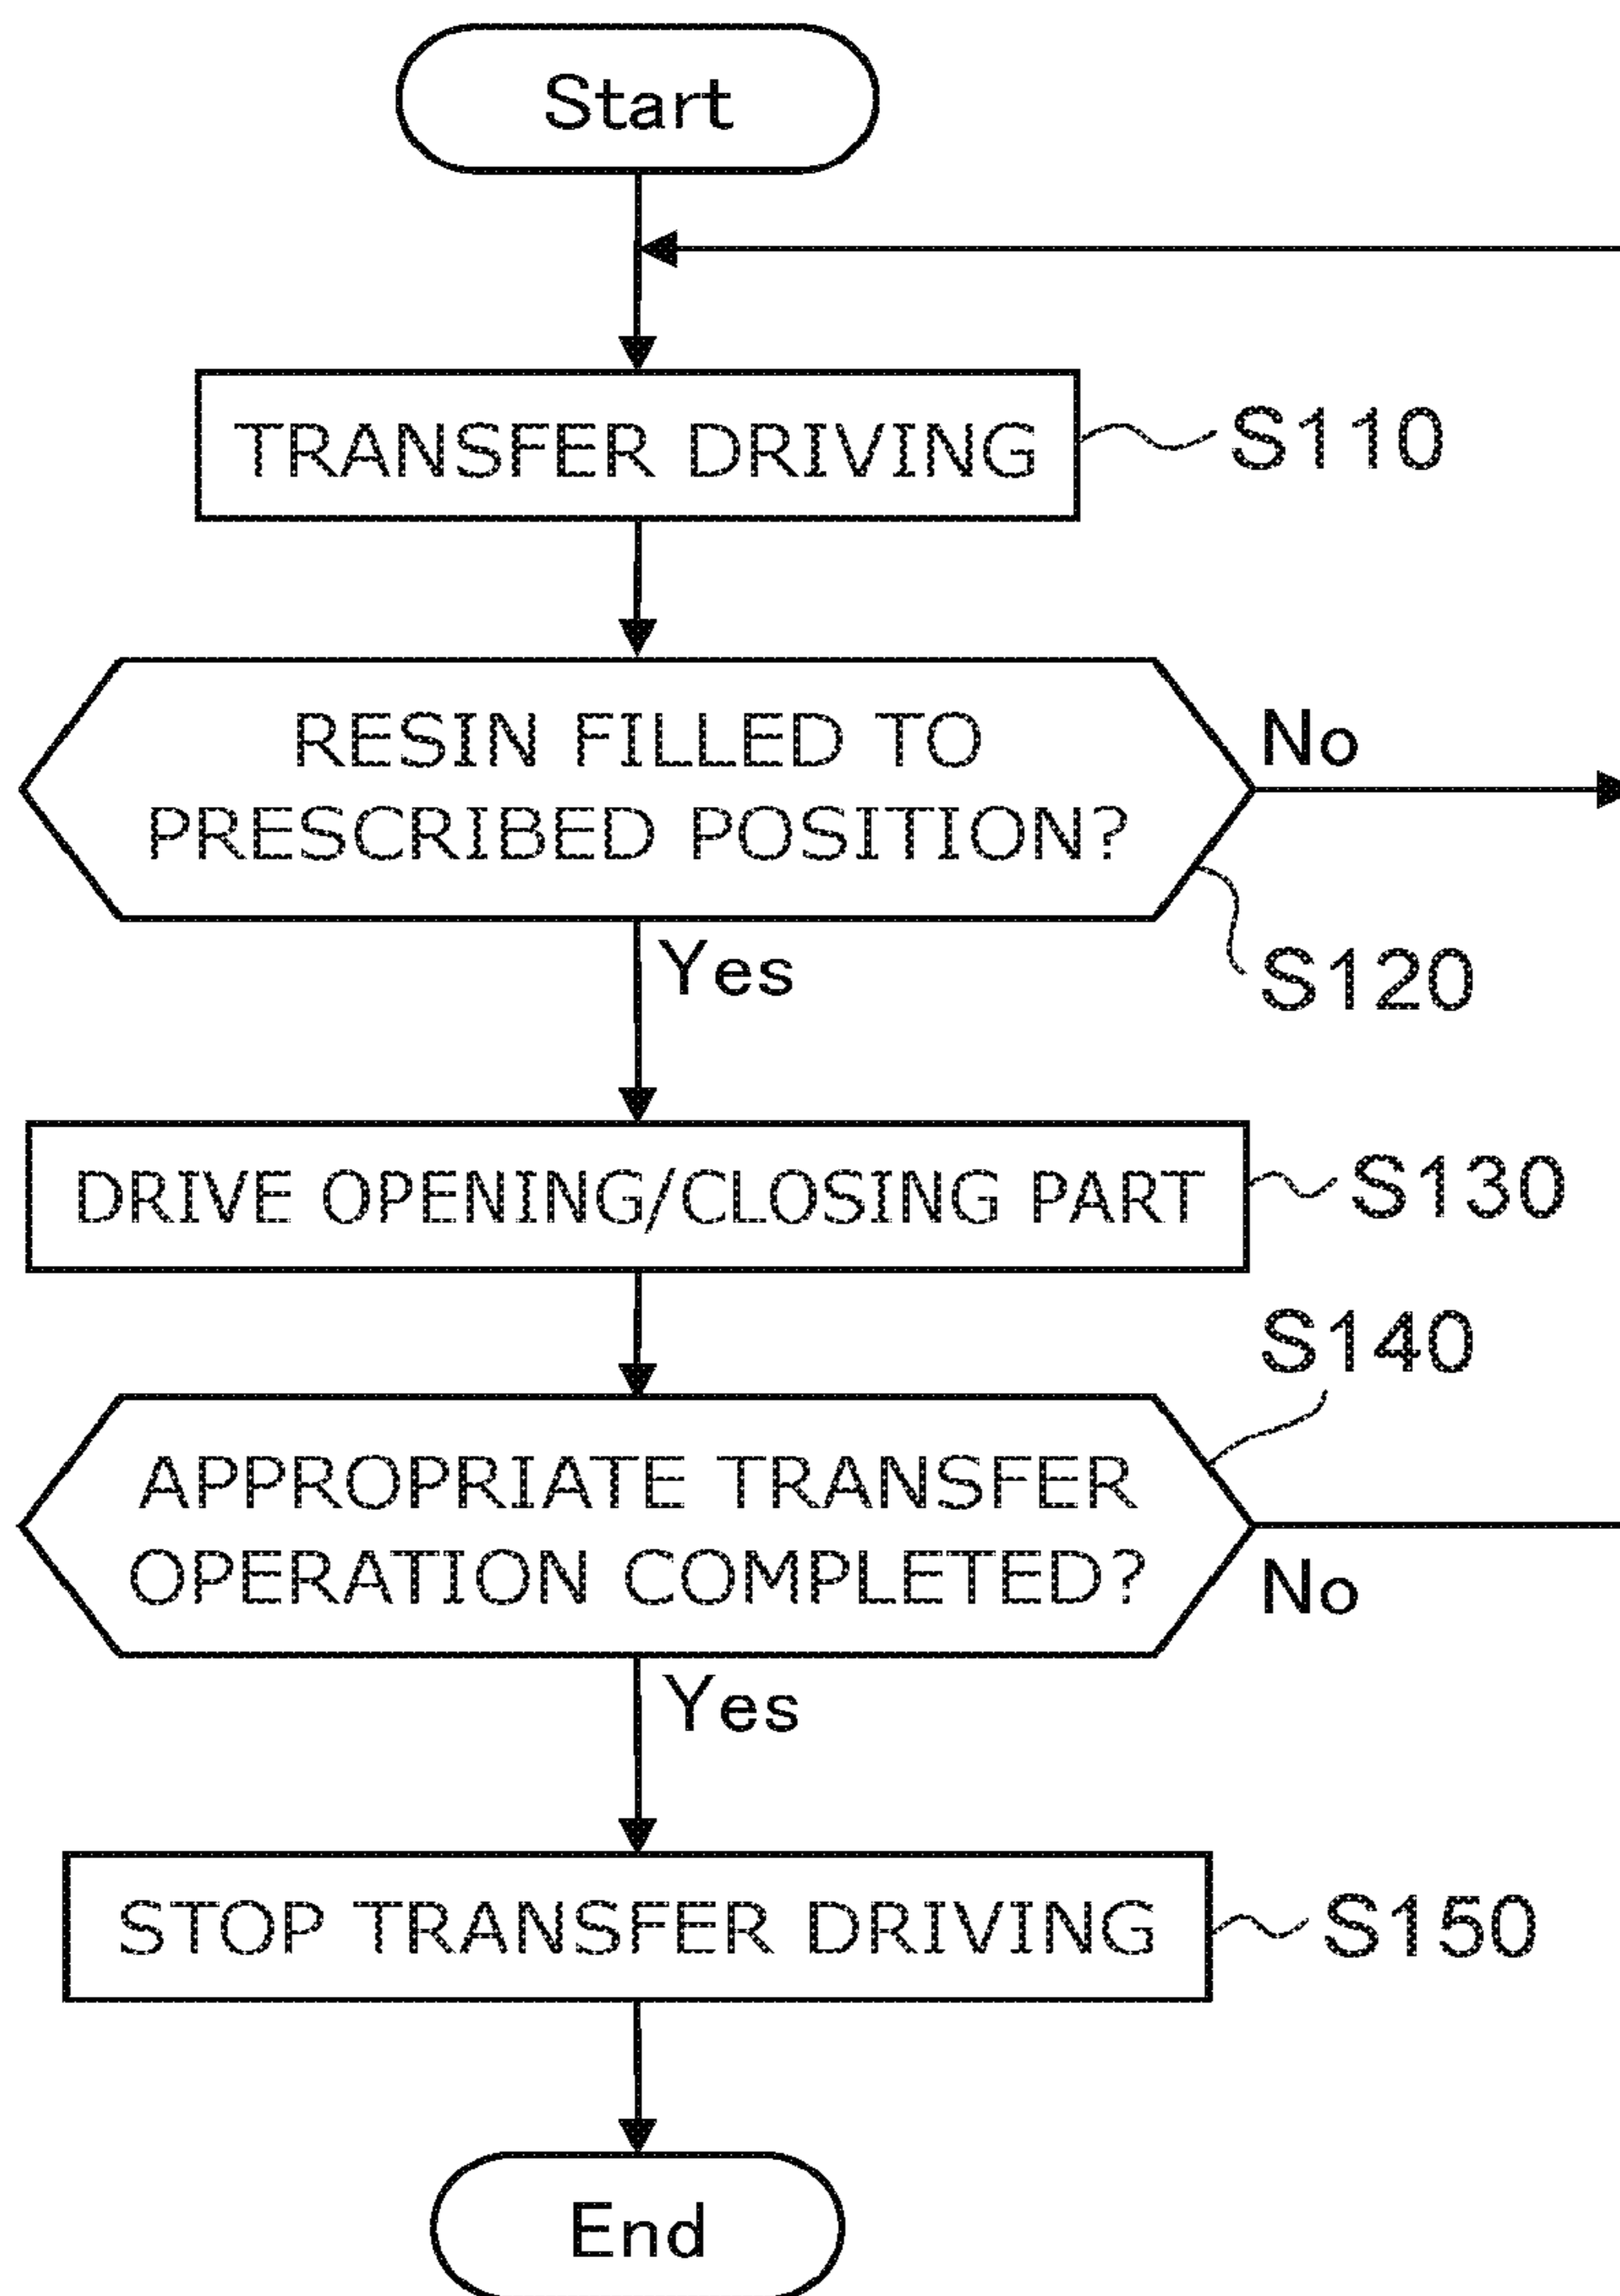 Start
TRANSFER DRIVING
S110
RESIN FILLED TO
PRESCRIBED POSITION?
No
S120
Yes
DRIVE OPENING/CLOSING PART
S130
S140
APPROPRIATE TRANSFER
OPERATION COMPLETED?
No
Yes
STOP TRANSFER DRIVING
S150
End